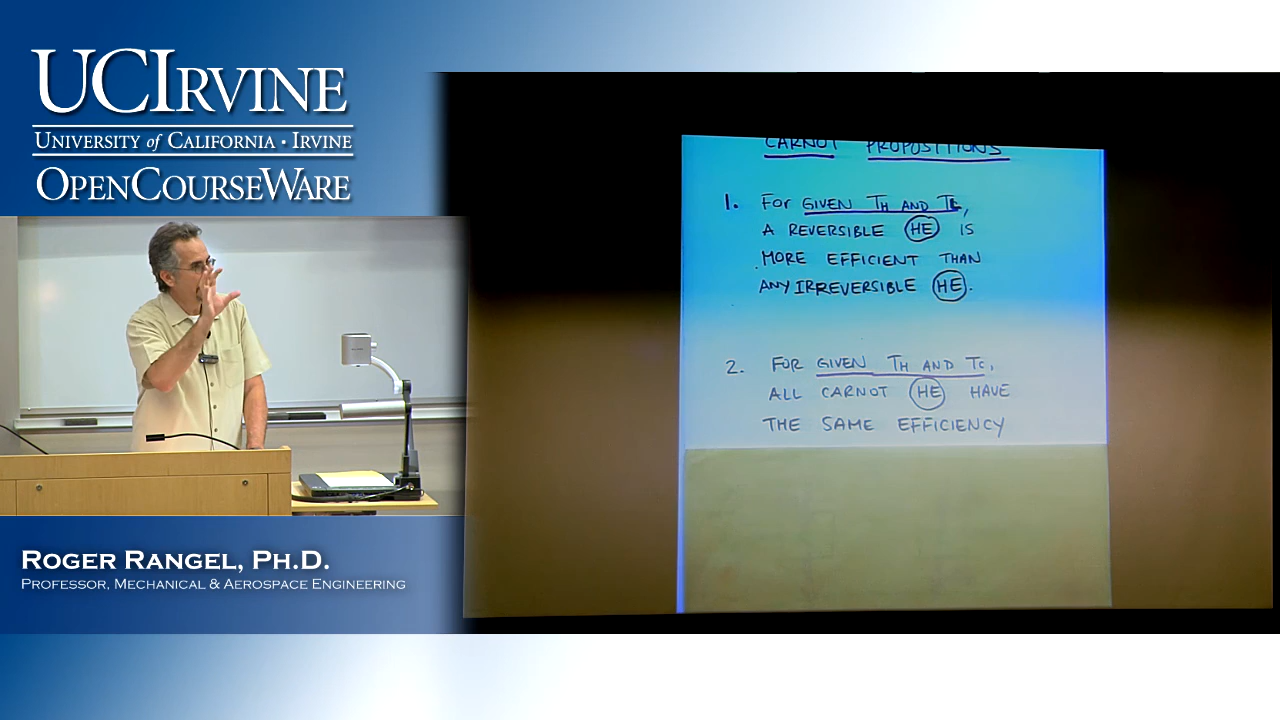 UCIRVINE
UNIVERSITY of CALIFORNIA · IRVINE
OPENCOURSEWARE
ROGER RANGEL, PH.D.
PROFESSOR, MECHANICAL & AEROSPACE ENGINEERING
CARNOT PROPOSITIONS
1. For GIVEN TH AND TC,
A REVERSIBLE HE IS
MORE EFFICIENT THAN
ANY IRREVERSIBLE HE.
2. FOR GIVEN TH AND TC,
ALL CARNOT HE HAVE
THE SAME EFFICIENCY